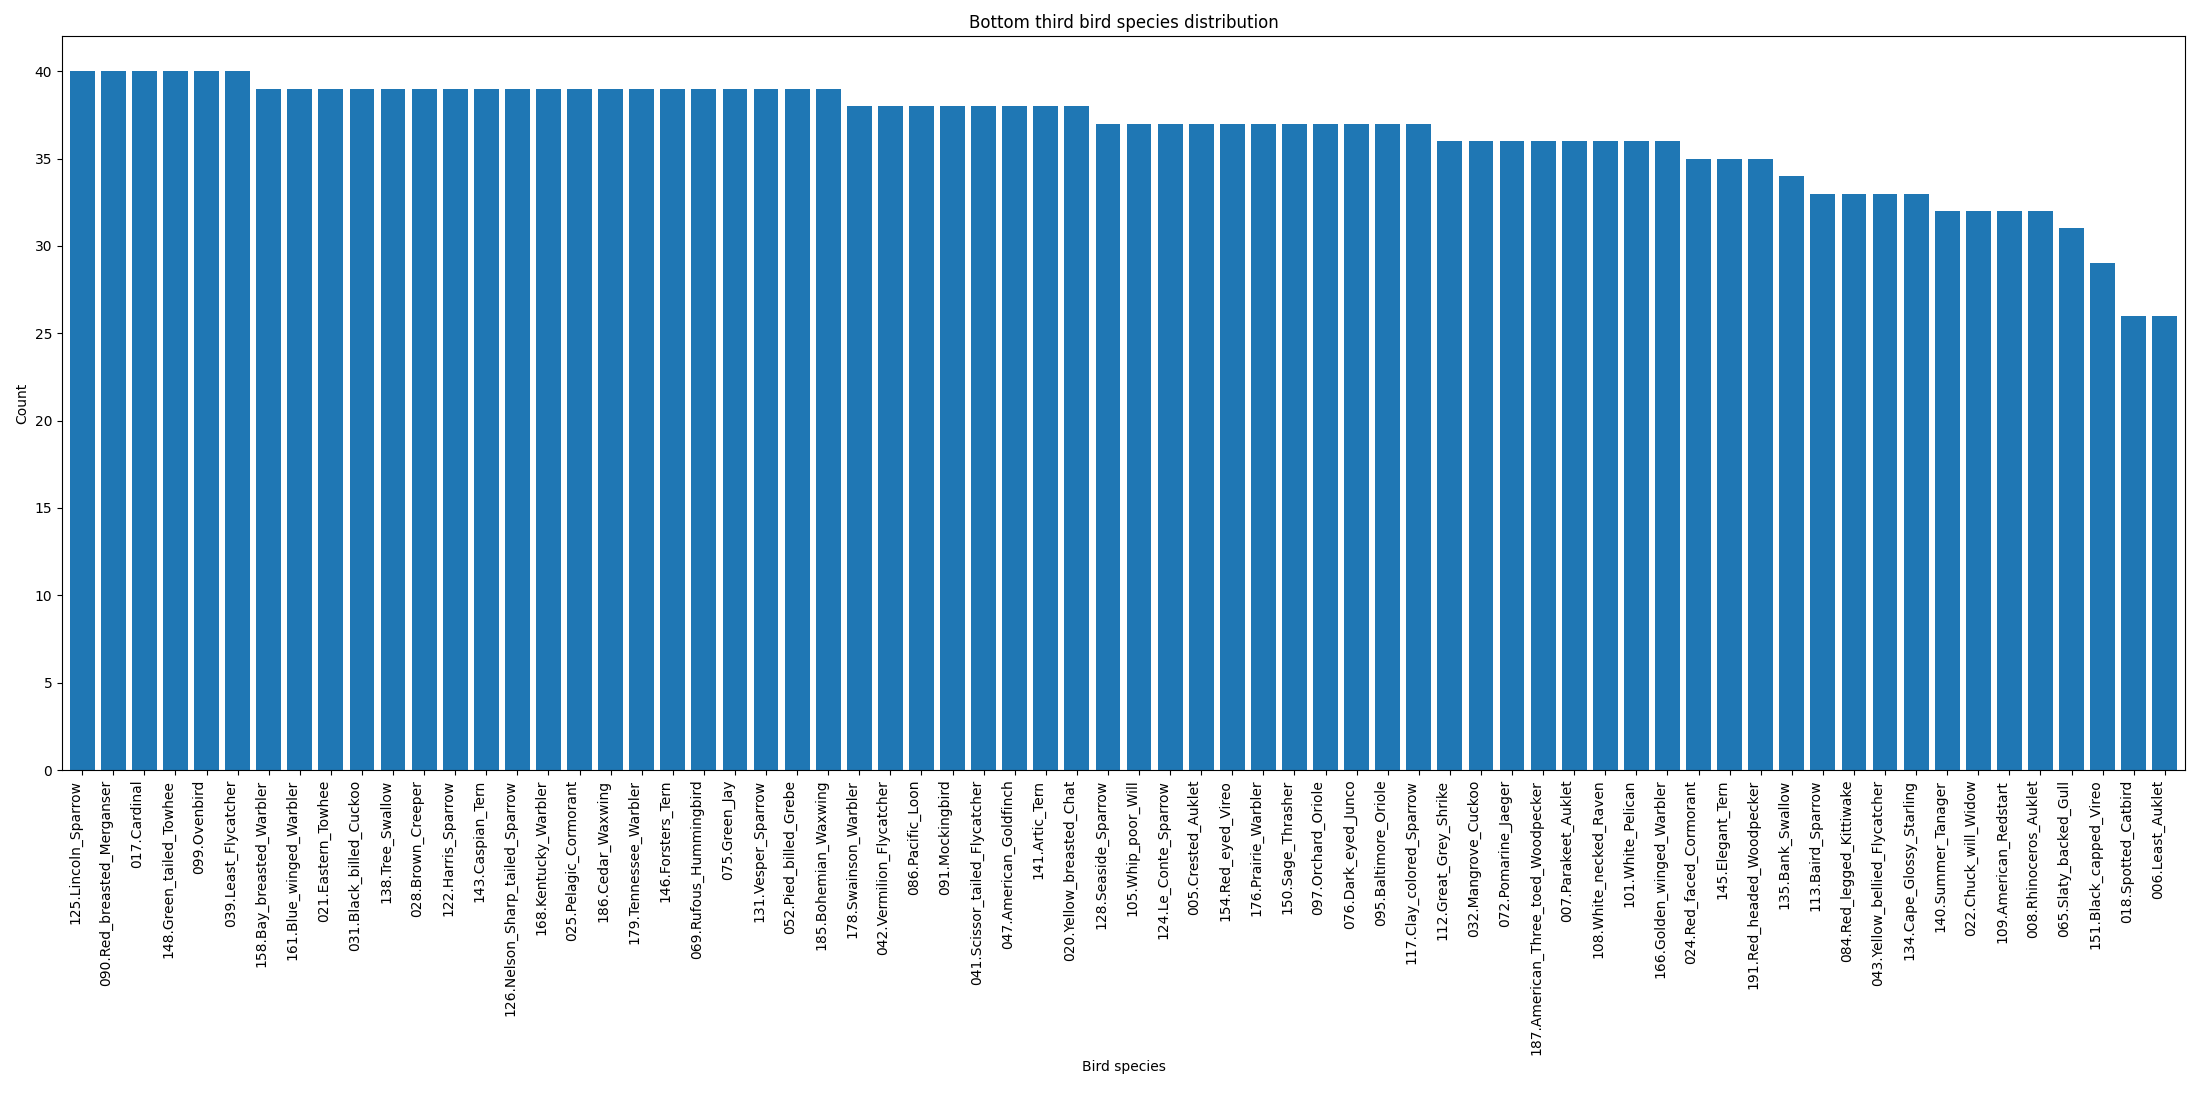 Bottom third bird species distribution
Count
40
35
30
25
20
15
10
5
0
125.Lincoln_Sparrow
090.Red_breasted_Merganser
017.Cardinal
148.Green_tailed_Towhee
099.Ovenbird
039.Least_Flycatcher
158.Bay_breasted_Warbler
161.Blue_winged_Warbler
021.Eastern_Towhee
031.Black_billed_Cuckoo
138.Tree_Swallow
028.Brown_Creeper
122.Harris_Sparrow
143.Caspian_Tern
126.Nelson_Sharp_tailed_Sparrow
168.Kentucky_Warbler
025.Pelagic_Cormorant
186.Cedar_Waxwing
179.Tennessee_Warbler
146.Forsters_Tern
069.Rufous_Hummingbird
075.Green_Jay
131.Vesper_Sparrow
052.Pied_billed_Grebe
185.Bohemian_Waxwing
178.Swainson_Warbler
042.Vermilion_Flycatcher
086.Pacific_Loon
091.Mockingbird
041.Scissor_tailed_Flycatcher
047.American_Goldfinch
141.Artic_Tern
020.Yellow_breasted_Chat
128.Seaside_Sparrow
105.Whip_poor_Will
124.Le_Conte_Sparrow
005.Crested_Auklet
154.Red_eyed_Vireo
176.Prairie_Warbler
150.Sage_Thrasher
097.Orchard_Oriole
076.Dark_eyed_Junco
095.Baltimore_Oriole
117.Clay_colored_Sparrow
112.Great_Grey_Shrike
032.Mangrove_Cuckoo
072.Pomarine_Jaeger
187.American_Three_toed_Woodpecker
007.Parakeet_Auklet
108.White_necked_Raven
101.White_Pelican
166.Golden_winged_Warbler
024.Red_faced_Cormorant
145.Elegant_Tern
191.Red_headed_Woodpecker
135.Bank_Swallow
113.Baird_Sparrow
084.Red_legged_Kittiwake
043.Yellow_bellied_Flycatcher
134.Cape_Glossy_Starling
140.Summer_Tanager
022.Chuck_will_Widow
109.American_Redstart
008.Rhinoceros_Auklet
065.Slaty_backed_Gull
151.Black_capped_Vireo
018.Spotted_Catbird
006.Least_Auklet
Bird species